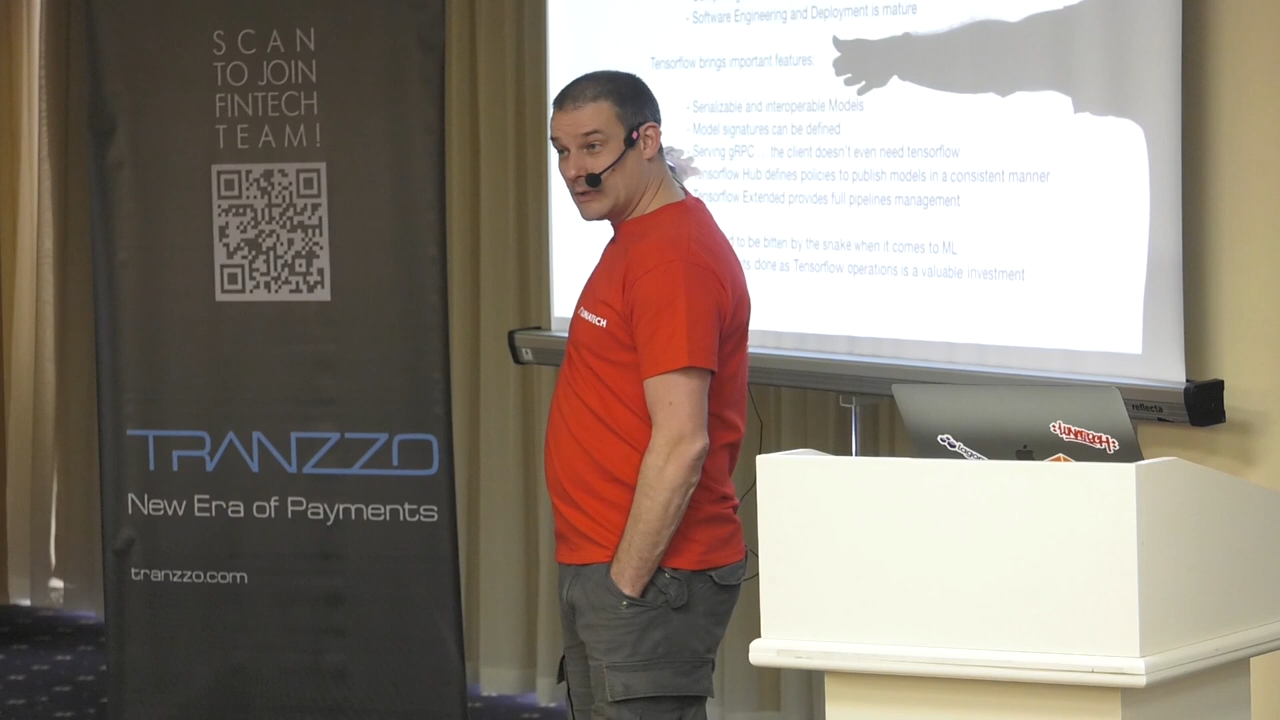 SCAN
TO JOIN
FINTECH
TEAM!
TRANZZO
New Era of Payments
tranzzo.com
- Software Engineering and Deployment is mature
Tensorflow brings important features:
- Serializable and interoperable Models
- Model signatures can be defined
- Serving gRPC ... the client doesn't even need tensorflow
Tensorflow Hub defines policies to publish models in a consistent manner
Tensorflow Extended provides full pipelines management
to be bitten by the snake when it comes to ML
done as Tensorflow operations is a valuable investment
LUNATECH
reflecta
lagom
:LUNATECH: